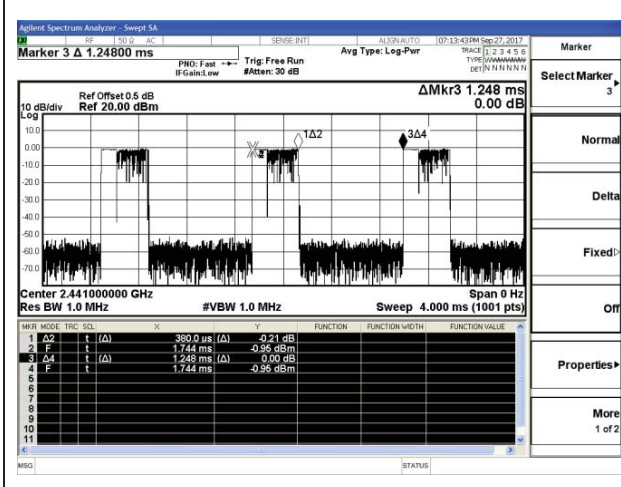 Agilent Spectrum Analyzer - Swept SA
RF 50 Ω AC SENSE:INT ALIGN AUTO 07:13:43 PM Sep 27, 2017
Marker 3 Δ 1.24800 ms
PNO: Fast
IFGain:Low
Trig: Free Run
#Atten: 30 dB
Avg Type: Log-Pwr
TRACE 1 2 3 4 5 6
TYPE
DET N N N N N N
Ref Offset 0.5 dB
Ref 20.00 dBm
10 dB/div
Log
ΔMkr3 1.248 ms
0.00 dB
10.0
0.00
-10.0
-20.0
-30.0
-40.0
-50.0
-60.0
-70.0
1Δ2
3Δ4
Center 2.441000000 GHz
Span 0 Hz
Res BW 1.0 MHz
#VBW 1.0 MHz
Sweep 4.000 ms (1001 pts)
MKR MODE TRC SCL X Y FUNCTION FUNCTION WIDTH FUNCTION VALUE
1 Δ2 t (Δ) 380.0 µs (Δ) -0.21 dB
2 F t 1.744 ms -0.95 dBm
3 Δ4 t (Δ) 1.248 ms (Δ) 0.00 dB
4 F t 1.744 ms -0.95 dBm
5
6
7
8
9
10
11
MSG
STATUS
Marker
Select Marker
3
Normal
Delta
Fixed
Off
Properties
More
1 of 2